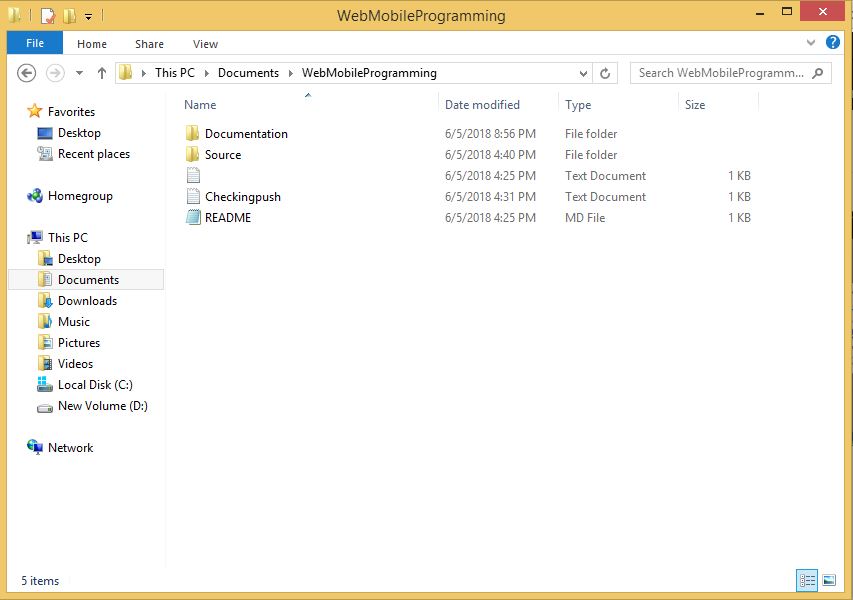 WebMobileProgramming
File Home Share View
This PC Documents WebMobileProgramming Search WebMobileProgramm...
Favorites
Desktop
Recent places
Homegroup
This PC
Desktop
Documents
Downloads
Music
Pictures
Videos
Local Disk (C:)
New Volume (D:)
Network
Name Date modified Type Size
Documentation 6/5/2018 8:56 PM File folder
Source 6/5/2018 4:40 PM File folder
6/5/2018 4:25 PM Text Document 1 KB
Checkingpush 6/5/2018 4:31 PM Text Document 1 KB
README 6/5/2018 4:25 PM MD File 1 KB
5 items